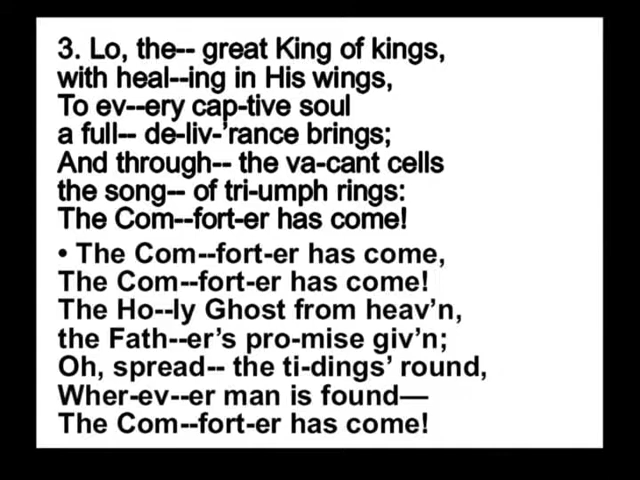 3. Lo, the-- great King of kings,
with heal--ing in His wings,
To ev--ery cap-tive soul
a full-- de-liv-’rance brings;
And through-- the va-cant cells
the song-- of tri-umph rings:
The Com--fort-er has come!
• The Com--fort-er has come,
The Com--fort-er has come!
The Ho--ly Ghost from heav’n,
the Fath--er’s pro-mise giv’n;
Oh, spread-- the ti-dings’ round,
Wher-ev--er man is found—
The Com--fort-er has come!